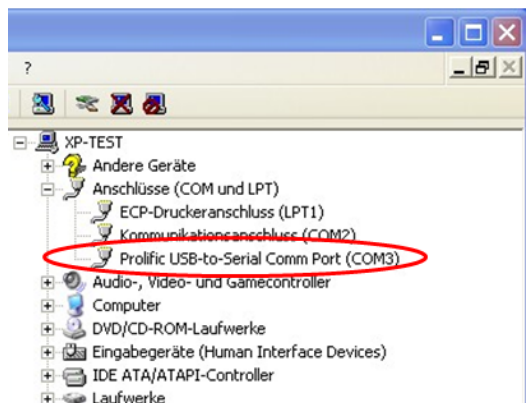 ?
XP-TEST
Andere Geräte
Anschlüsse (COM und LPT)
ECP-Druckeranschluss (LPT1)
Kommunikationsanschluss (COM2)
Prolific USB-to-Serial Comm Port (COM3)
Audio-, Video- und Gamecontroller
Computer
DVD/CD-ROM-Laufwerke
Eingabegeräte (Human Interface Devices)
IDE ATA/ATAPI-Controller
Laufwerke